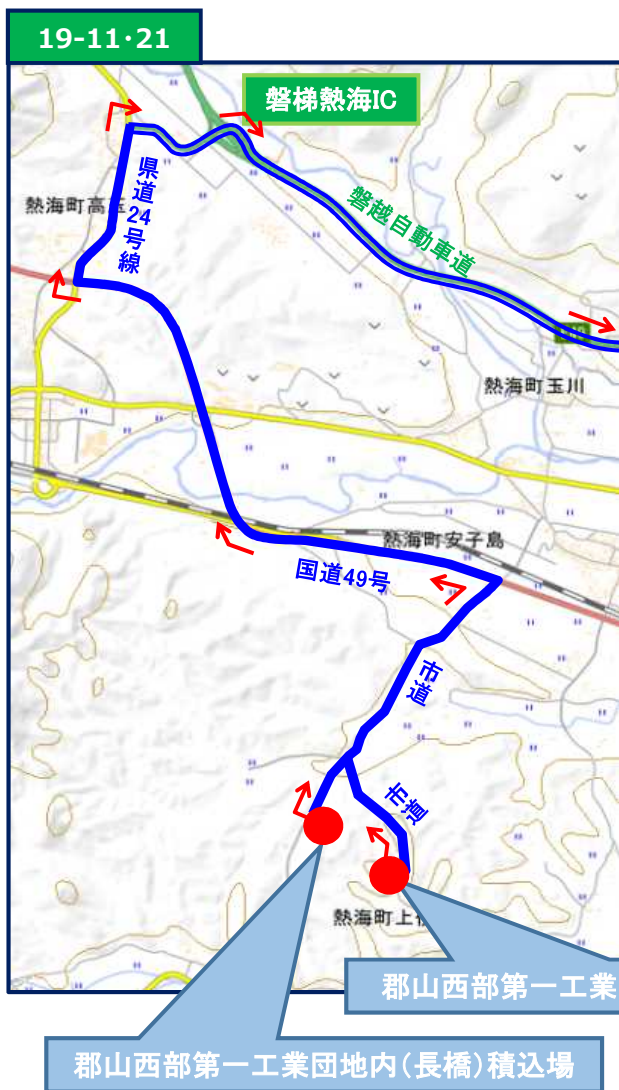 19-11・21
磐梯熱海IC
県道24号線
熱海町高玉
磐越自動車道
熱海町玉川
熱海町安子島
国道49号
市道
市道
熱海町上伊
郡山西部第一工業
郡山西部第一工業団地内（長橋）積込場